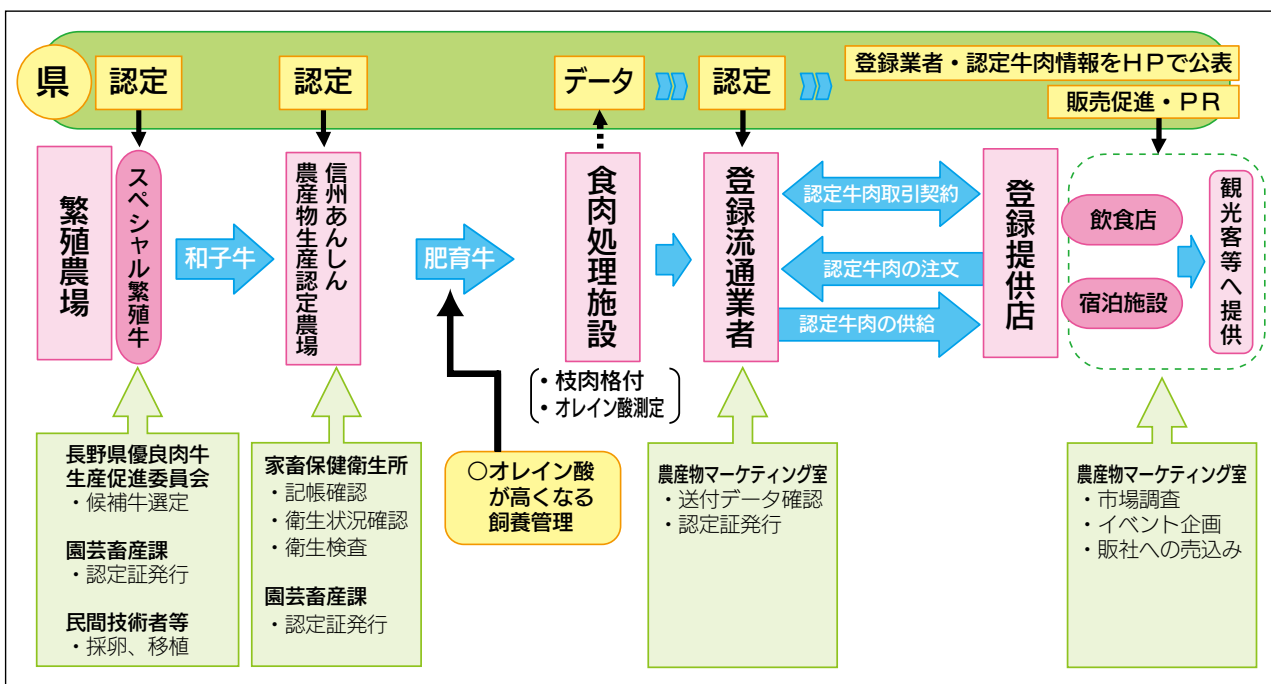 県
認定
認定
データ
認定
登録業者・認定牛肉情報をHPで公表
販売促進・PR
繁殖農場
スペシャル繁殖牛
和子牛
信州あんしん
農産物生産認定農場
肥育牛
食肉処理施設
・枝肉格付
・オレイン酸測定
登録流通業者
認定牛肉取引契約
認定牛肉の注文
認定牛肉の供給
登録提供店
飲食店
宿泊施設
観光客等へ提供
長野県優良肉牛
生産促進委員会
・候補牛選定
園芸畜産課
・認定証発行
民間技術者等
・採卵、移植
家畜保健衛生所
・記帳確認
・衛生状況確認
・衛生検査
園芸畜産課
・認定証発行
○オレイン酸
が高くなる
飼養管理
農産物マーケティング室
・送付データ確認
・認定証発行
農産物マーケティング室
・市場調査
・イベント企画
・販社への売込み